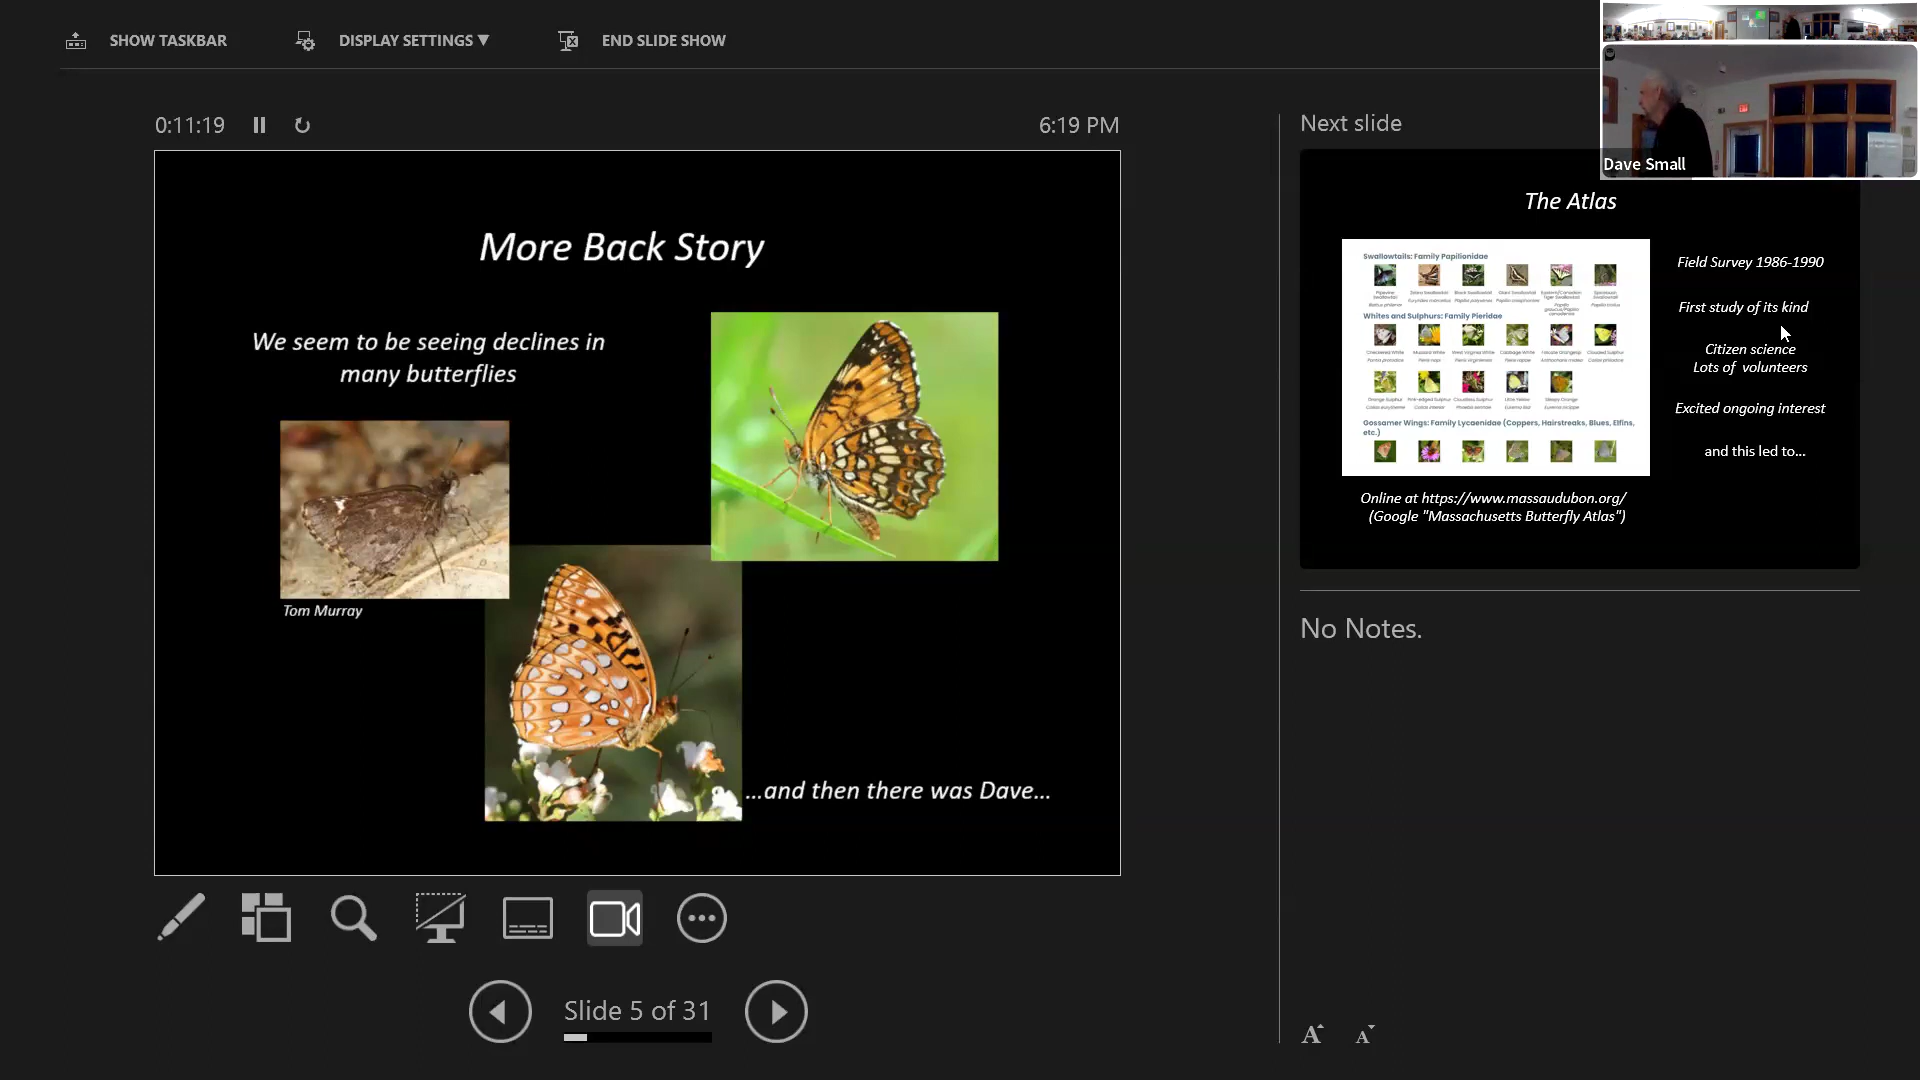 SHOW TASKBAR
DISPLAY SETTINGS ▼
END SLIDE SHOW
0:11:19
6:19 PM
More Back Story
We seem to be seeing declines in
many butterflies
Tom Murray
...and then there was Dave...
Slide 5 of 31
Next slide
Dave Small
The Atlas
Swallowtails: Family Papilionidae
Whites and Sulphurs: Family Pieridae
Gossamer Wings: Family Lycaenidae (Coppers, Hairstreaks, Blues, Elfins,
etc.)
Field Survey 1986-1990
First study of its kind
Citizen science
Lots of volunteers
Excited ongoing interest
and this led to...
Online at https://www.massaudubon.org/
(Google "Massachusetts Butterfly Atlas")
No Notes.
A A